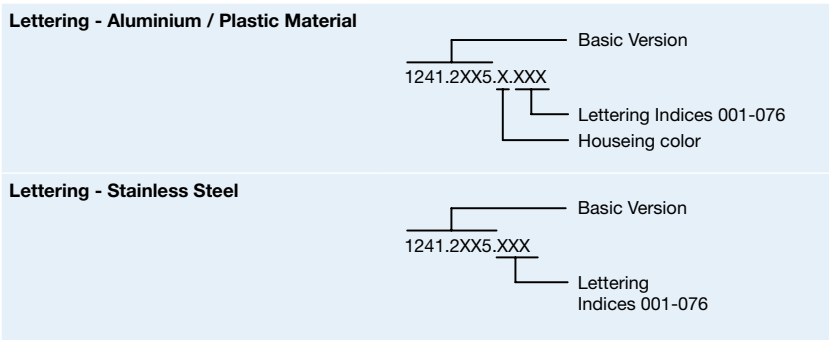 Lettering - Aluminium / Plastic Material
Basic Version
1241.2XX5.X.XXX
Lettering Indices 001-076
Houseing color
Lettering - Stainless Steel
Basic Version
1241.2XX5.XXX
Lettering
Indices 001-076